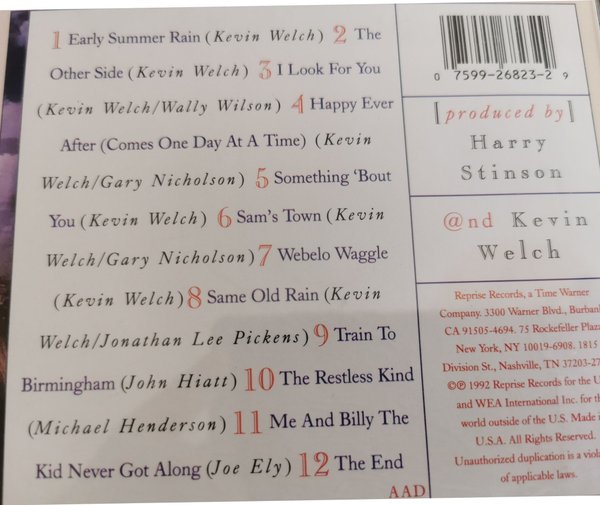 1 Early Summer Rain (Kevin Welch) 2 The
Other Side (Kevin Welch) 3 I Look For You
(Kevin Welch/Wally Wilson) 4 Happy Ever
After (Comes One Day At A Time) (Kevin
Welch/Gary Nicholson) 5 Something 'Bout
You (Kevin Welch) 6 Sam's Town (Kevin
Welch/Gary Nicholson) 7 Webelo Waggle
(Kevin Welch) 8 Same Old Rain (Kevin
Welch/Jonathan Lee Pickens) 9 Train To
Birmingham (John Hiatt) 10 The Restless Kind
(Michael Henderson) 11 Me And Billy The
Kid Never Got Along (Joe Ely) 12 The End
AAD
0 7599-26823-2 9
[produced by]
Harry
Stinson
@nd Kevin
Welch
Reprise Records, a Time Warner
Company. 3300 Warner Blvd., Burban
CA 91505-4694. 75 Rockefeller Plaza
New York, NY 10019-6908. 1815
Division St., Nashville, TN 37203-27
©℗ 1992 Reprise Records for the U
and WEA International Inc. for th
world outside of the U.S. Made i
U.S.A. All Rights Reserved.
Unauthorized duplication is a viola
of applicable laws.